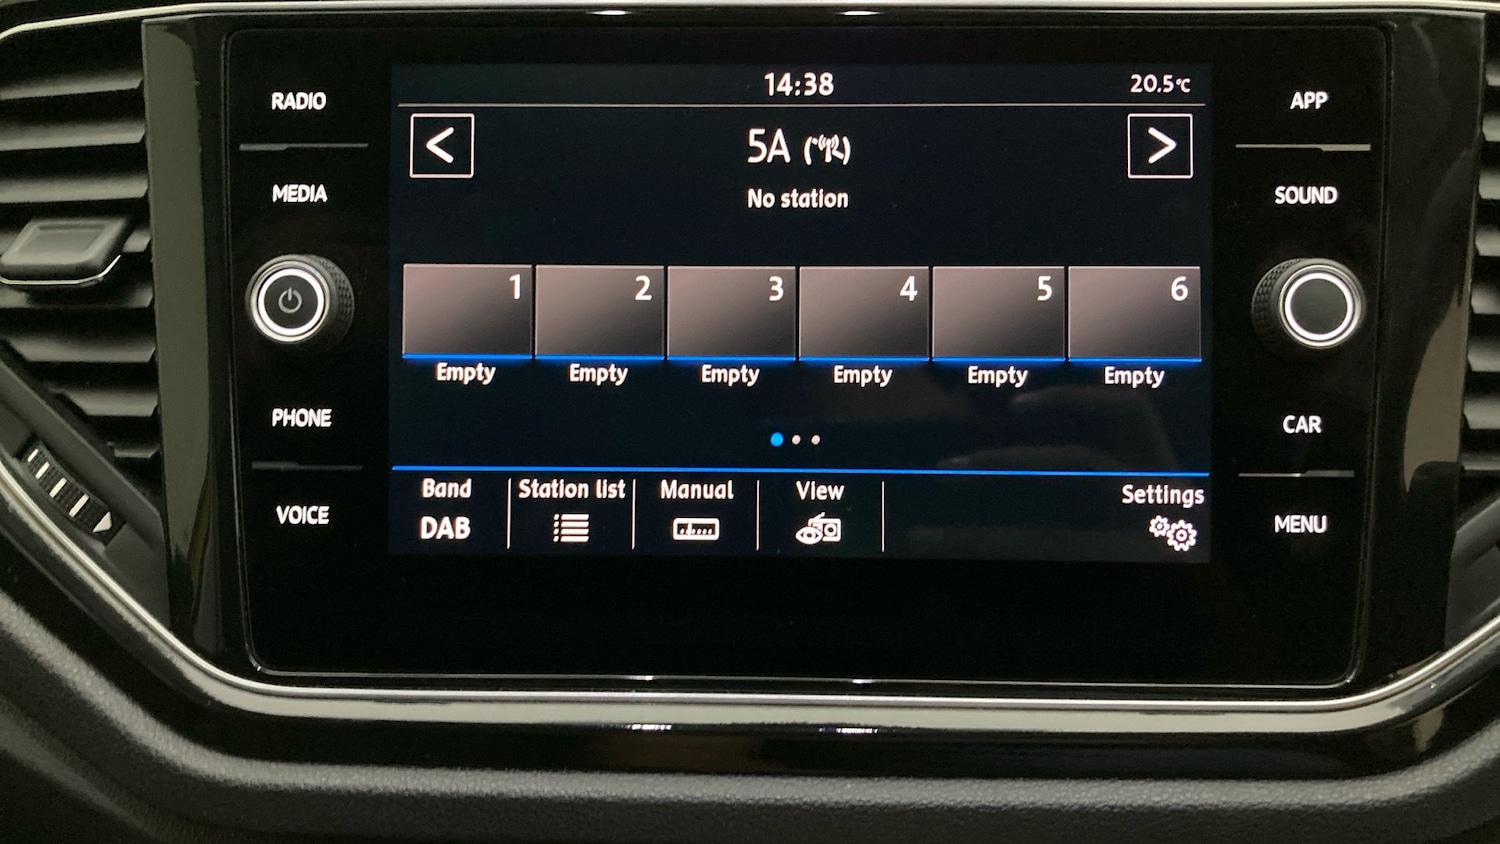 RADIO
MEDIA
PHONE
VOICE
14:38
20.5°C
5A
No station
1
2
3
4
5
6
Empty
Empty
Empty
Empty
Empty
Empty
Band
DAB
Station list
Manual
View
Settings
APP
SOUND
CAR
MENU